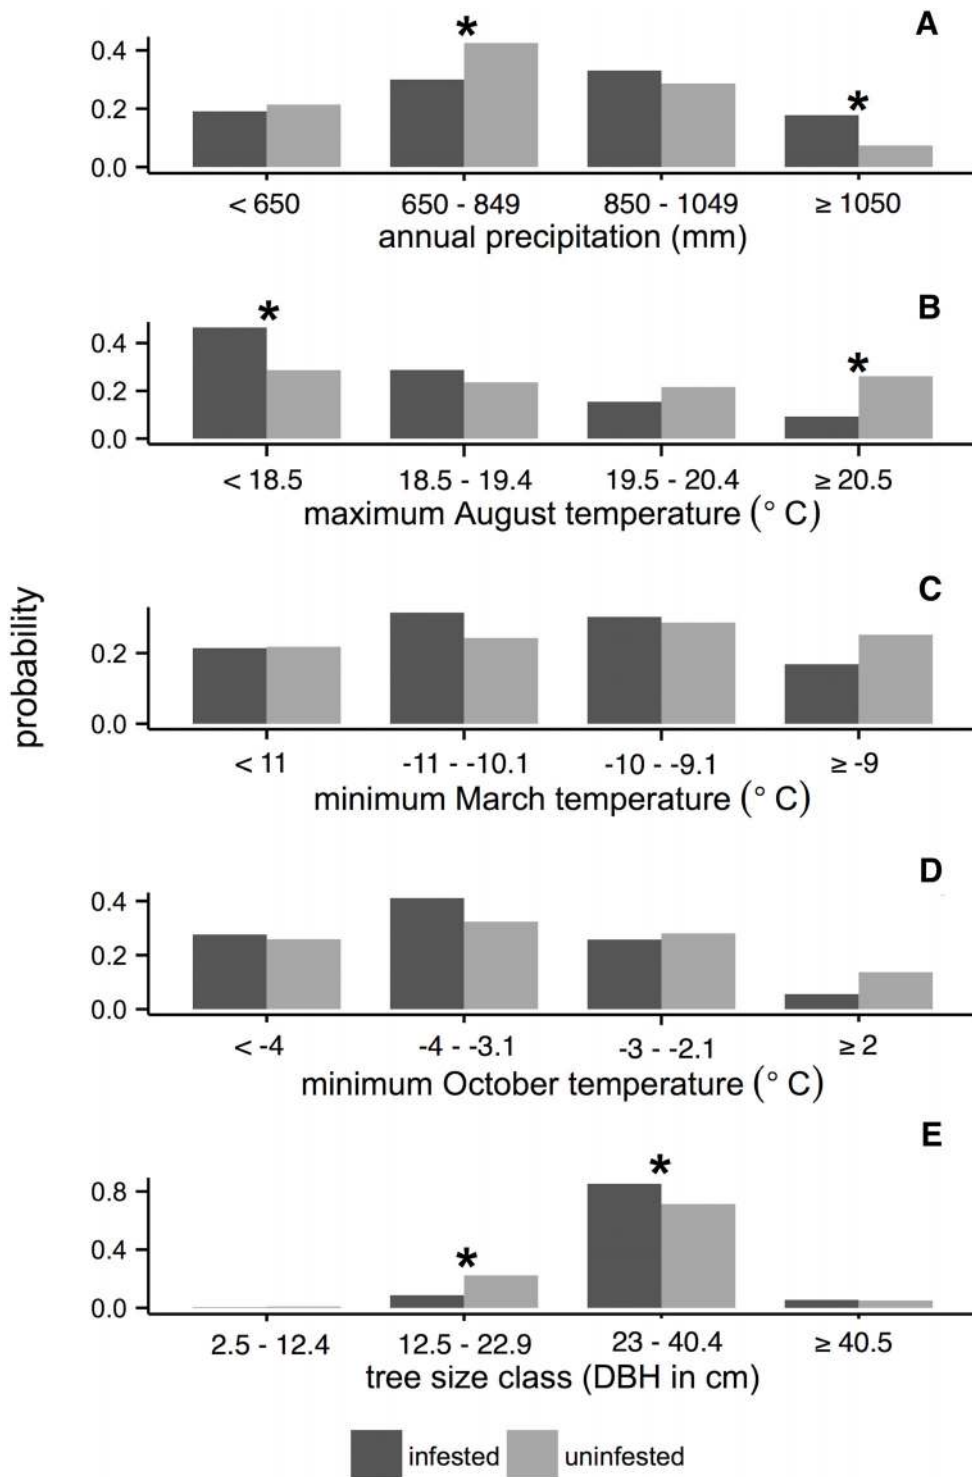 A
*
*
0.4
0.2
0.0
< 650 650 - 849 850 - 1049 ≥ 1050
annual precipitation (mm)
B
*
*
0.4
0.2
0.0
< 18.5 18.5 - 19.4 19.5 - 20.4 ≥ 20.5
maximum August temperature (° C)
probability
C
0.2
0.0
< 11 -11 - -10.1 -10 - -9.1 ≥ -9
minimum March temperature (° C)
D
0.4
0.2
0.0
< -4 -4 - -3.1 -3 - -2.1 ≥ 2
minimum October temperature (° C)
E
*
*
0.8
0.4
0.0
2.5 - 12.4 12.5 - 22.9 23 - 40.4 ≥ 40.5
tree size class (DBH in cm)
infested uninfested